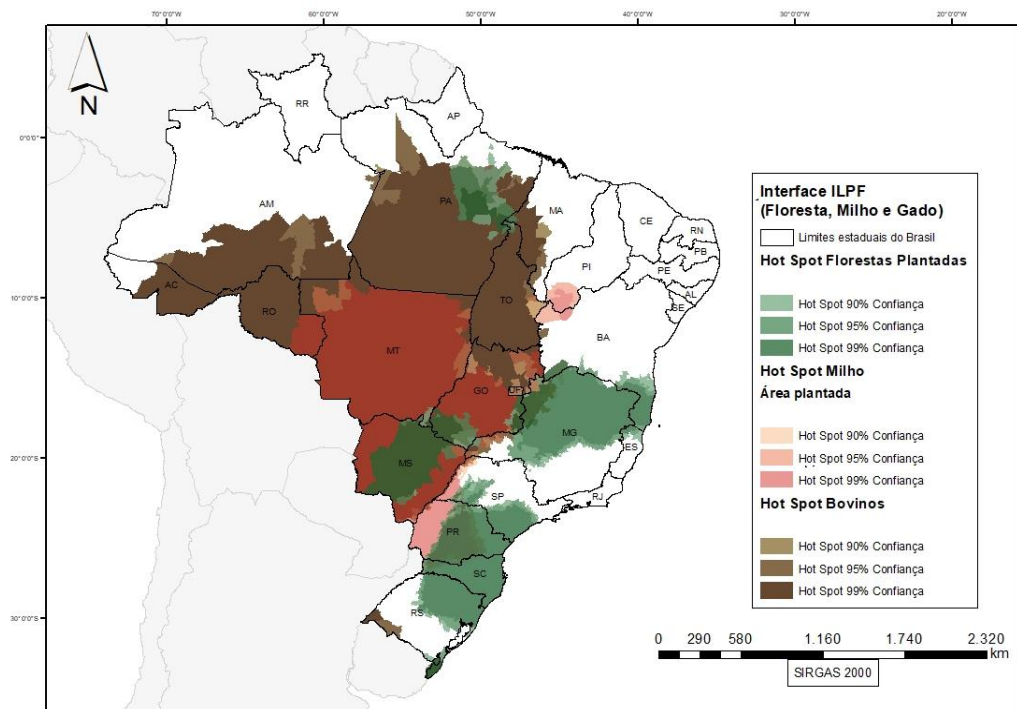 70°0'0"W 60°0'0"W 50°0'0"W 40°0'0"W 30°0'0"W 20°0'0"W
N
0°0'0"
10°0'0"S
20°0'0"S
30°0'0"S
RR
AP
AM
PA
MA
CE
RN
PB
PE
PI
AL
SE
AC
RO
TO
BA
MT
GO
DF
MG
ES
MS
SP
RJ
PR
SC
RS
Interface ILPF
(Floresta, Milho e Gado)
Limites estaduais do Brasil
Hot Spot Florestas Plantadas
Hot Spot 90% Confiança
Hot Spot 95% Confiança
Hot Spot 99% Confiança
Hot Spot Milho
Área plantada
Hot Spot 90% Confiança
Hot Spot 95% Confiança
Hot Spot 99% Confiança
Hot Spot Bovinos
Hot Spot 90% Confiança
Hot Spot 95% Confiança
Hot Spot 99% Confiança
0 290 580 1.160 1.740 2.320
km
SIRGAS 2000